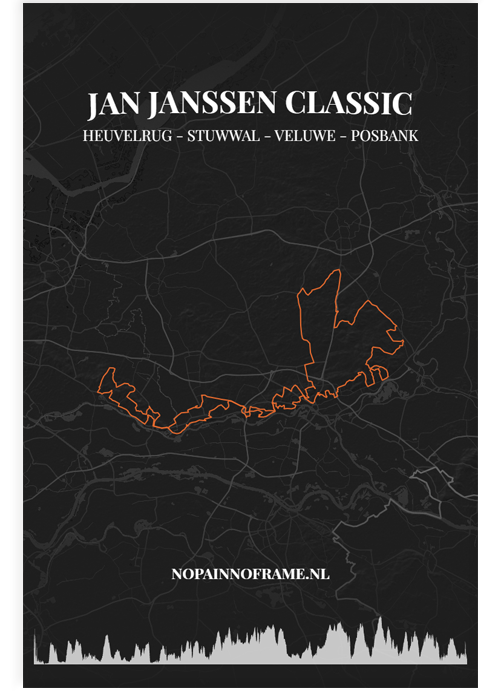 JAN JANSSEN CLASSIC
HEUVELRUG – STUWWAL – VELUWE – POSBANK
NOPAINNOFRAME.NL